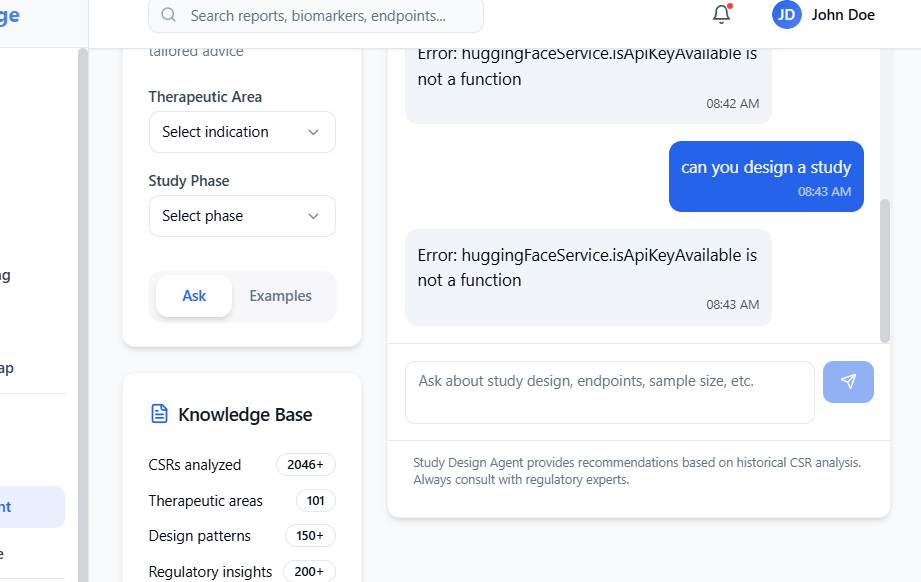 ge
Search reports, biomarkers, endpoints...
JD
John Doe
ng
ap
nt
e
tailored advice
Therapeutic Area
Select indication
Study Phase
Select phase
Ask
Examples
Knowledge Base
CSRs analyzed
2046+
Therapeutic areas
101
Design patterns
150+
Regulatory insights
200+
Error: huggingFaceService.isApiKeyAvailable is
not a function
08:42 AM
can you design a study
08:43 AM
Error: huggingFaceService.isApiKeyAvailable is
not a function
08:43 AM
Ask about study design, endpoints, sample size, etc.
Study Design Agent provides recommendations based on historical CSR analysis.
Always consult with regulatory experts.